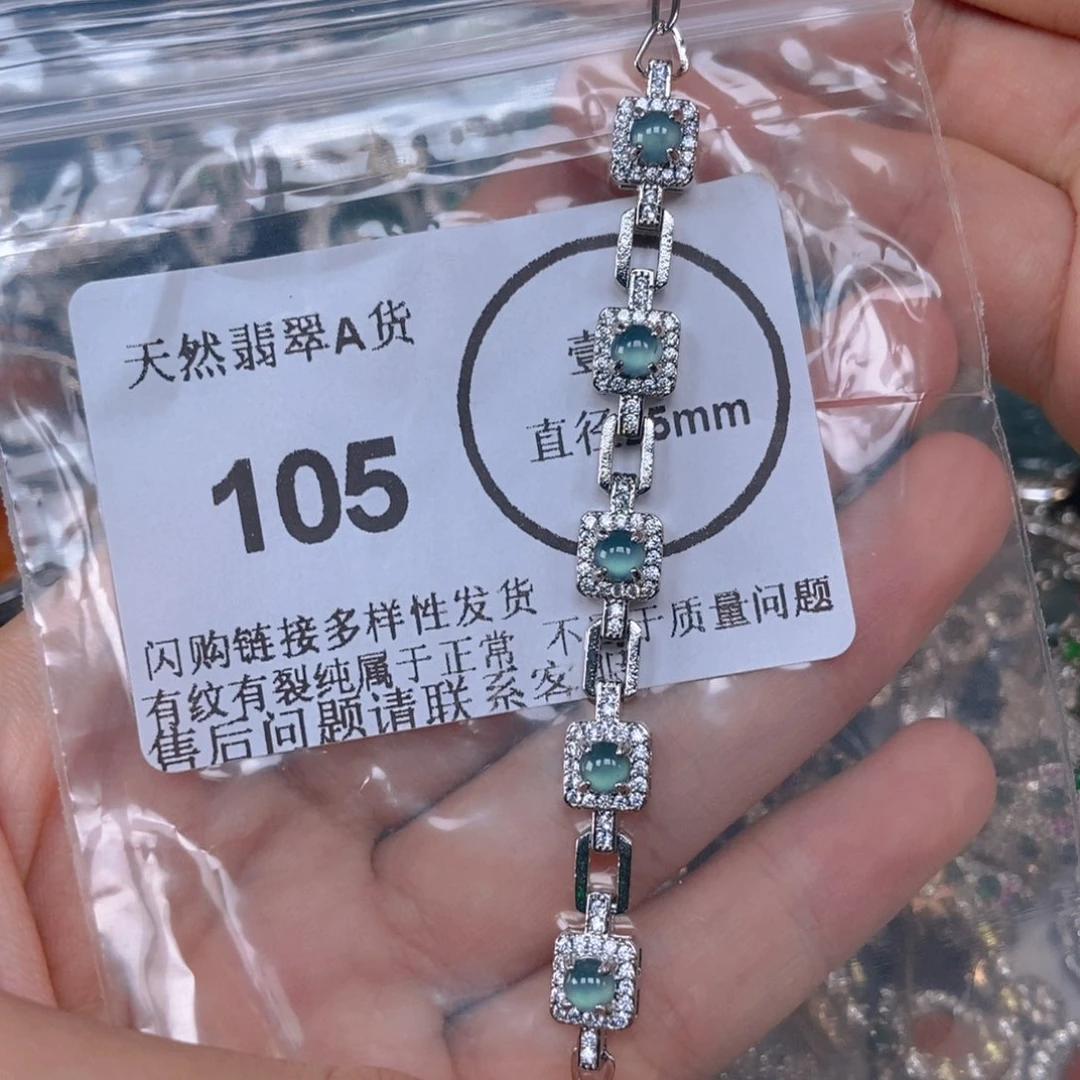 天然翡翠A货
105
壹
直径 5mm
闪购链接多样性发货
有纹有裂纯属于正常 不 于质量问题
售后问题请联系客